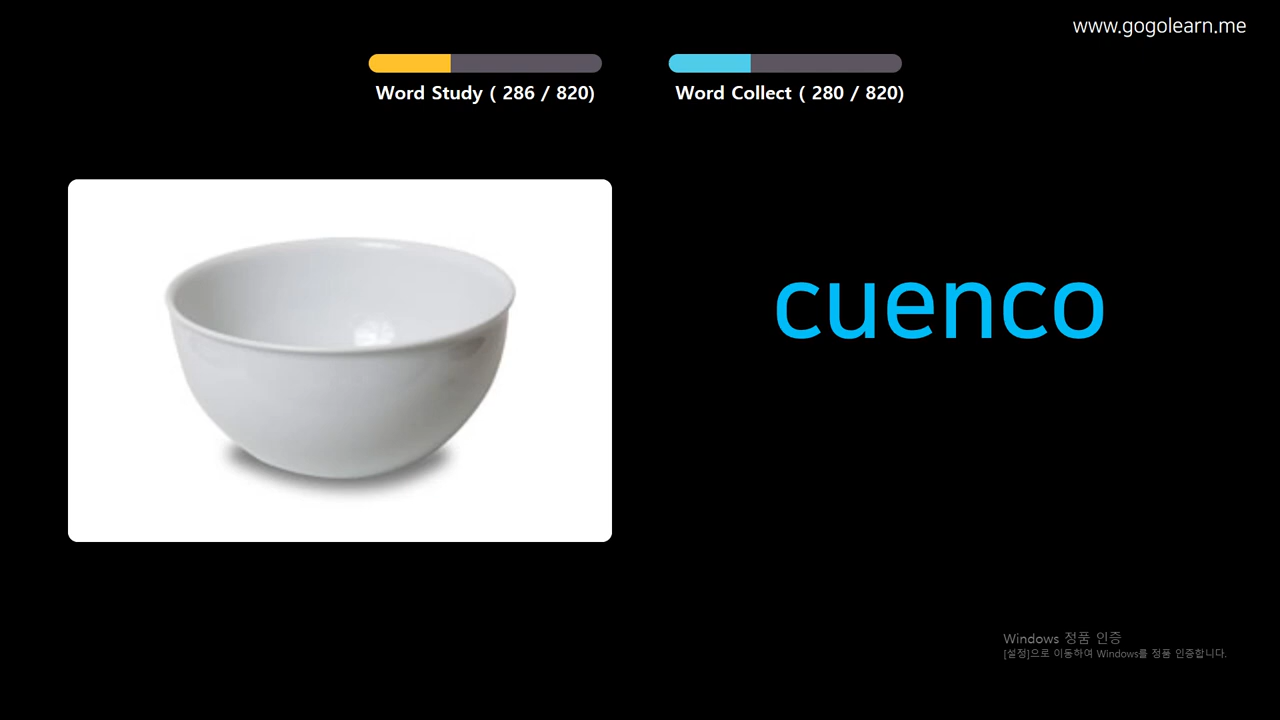 www.gogolearn.me
Word Study ( 286 / 820)
Word Collect ( 280 / 820)
cuenco
Windows 정품 인증
[설정]으로 이동하여 Windows를 정품 인증합니다.